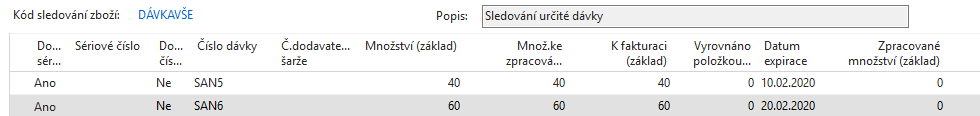 Kód sledování zboží: DÁVKAVŠE Popis: Sledování určité dávky
Do... Sériové číslo Do... Číslo dávky Č.dodavate... Množství (základ) Množ.ke K fakturaci Vyrovnáno Datum Zpracované
sér... čís... šarže zpracová... (základ) položkou... expirace množství (základ)
Ano Ne SAN5 40 40 40 0 10.02.2020 0
Ano Ne SAN6 60 60 60 0 20.02.2020 0